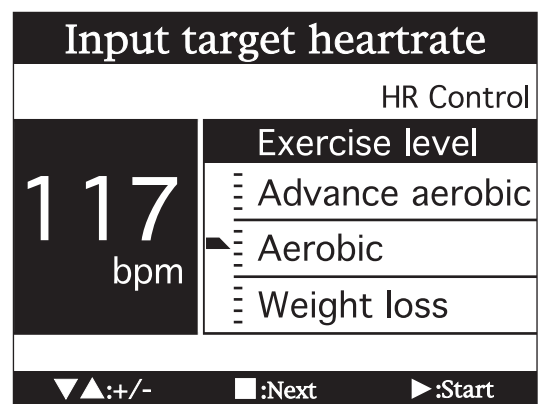 Input target heartrate
HR Control
117
bpm
Exercise level
Advance aerobic
Aerobic
Weight loss
▼▲:+/- ■:Next ▶:Start